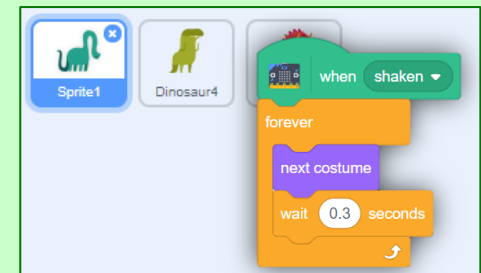 when shaken
forever
next costume
wait 0.3 seconds
Sprite1
Dinosaur4